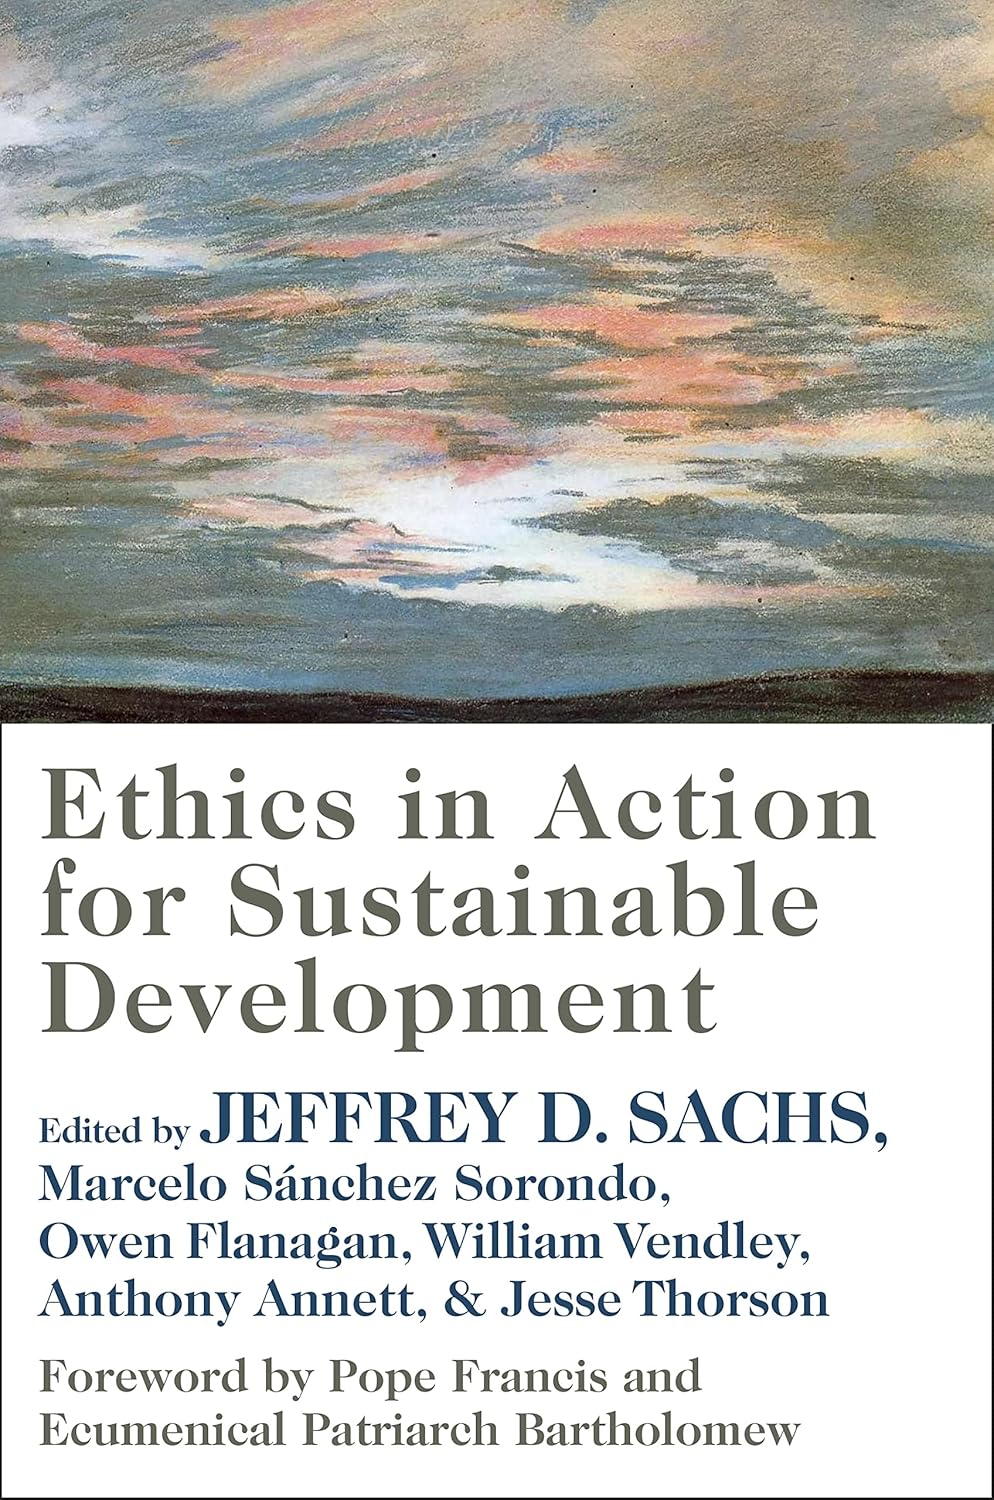 Ethics in Action
for Sustainable
Development
Edited by JEFFREY D. SACHS,
Marcelo Sánchez Sorondo,
Owen Flanagan, William Vendley,
Anthony Annett, & Jesse Thorson
Foreword by Pope Francis and
Ecumenical Patriarch Bartholomew